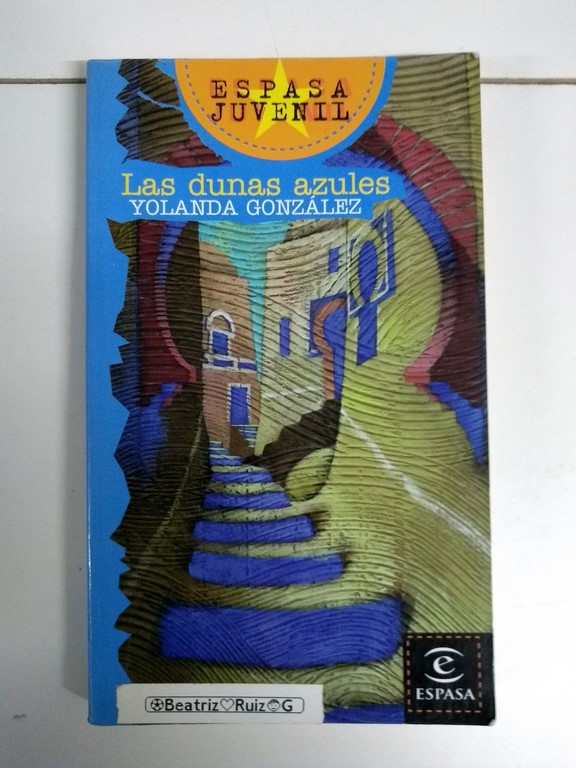 ESPASA
JUVENIL
Las dunas azules
YOLANDA GONZÁLEZ
e
ESPASA
Beatriz♡Ruiz G